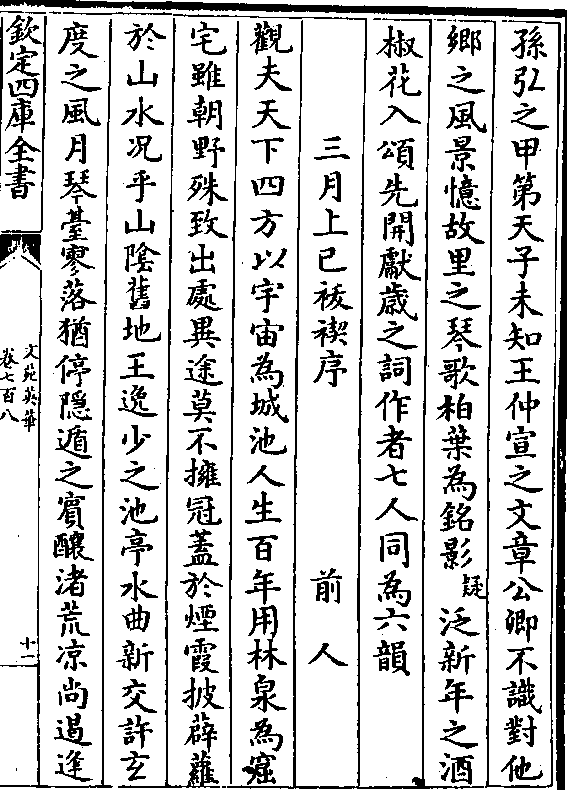 孫弘之甲第天子未知王仲宣之文章公卿不識對他
鄉之風景憶故里之琴歌柏葉為銘影疑泛新年之酒
椒花入頌先開獻歲之詞作者七人同為六韻
三月上巳祓禊序 前人
觀夫天下四方以宇宙為城池人生百年用林泉為窟
宅雖朝野殊致出處異途莫不擁冠蓋於煙霞披薜蘿
於山水况乎山陰舊地王逸少之池亭水曲新交許玄
度之風月琴臺寥落猶停隱遁之賓釀渚荒凉尚遏逢
欽定四庫全書
文苑英華
卷七百八
十一